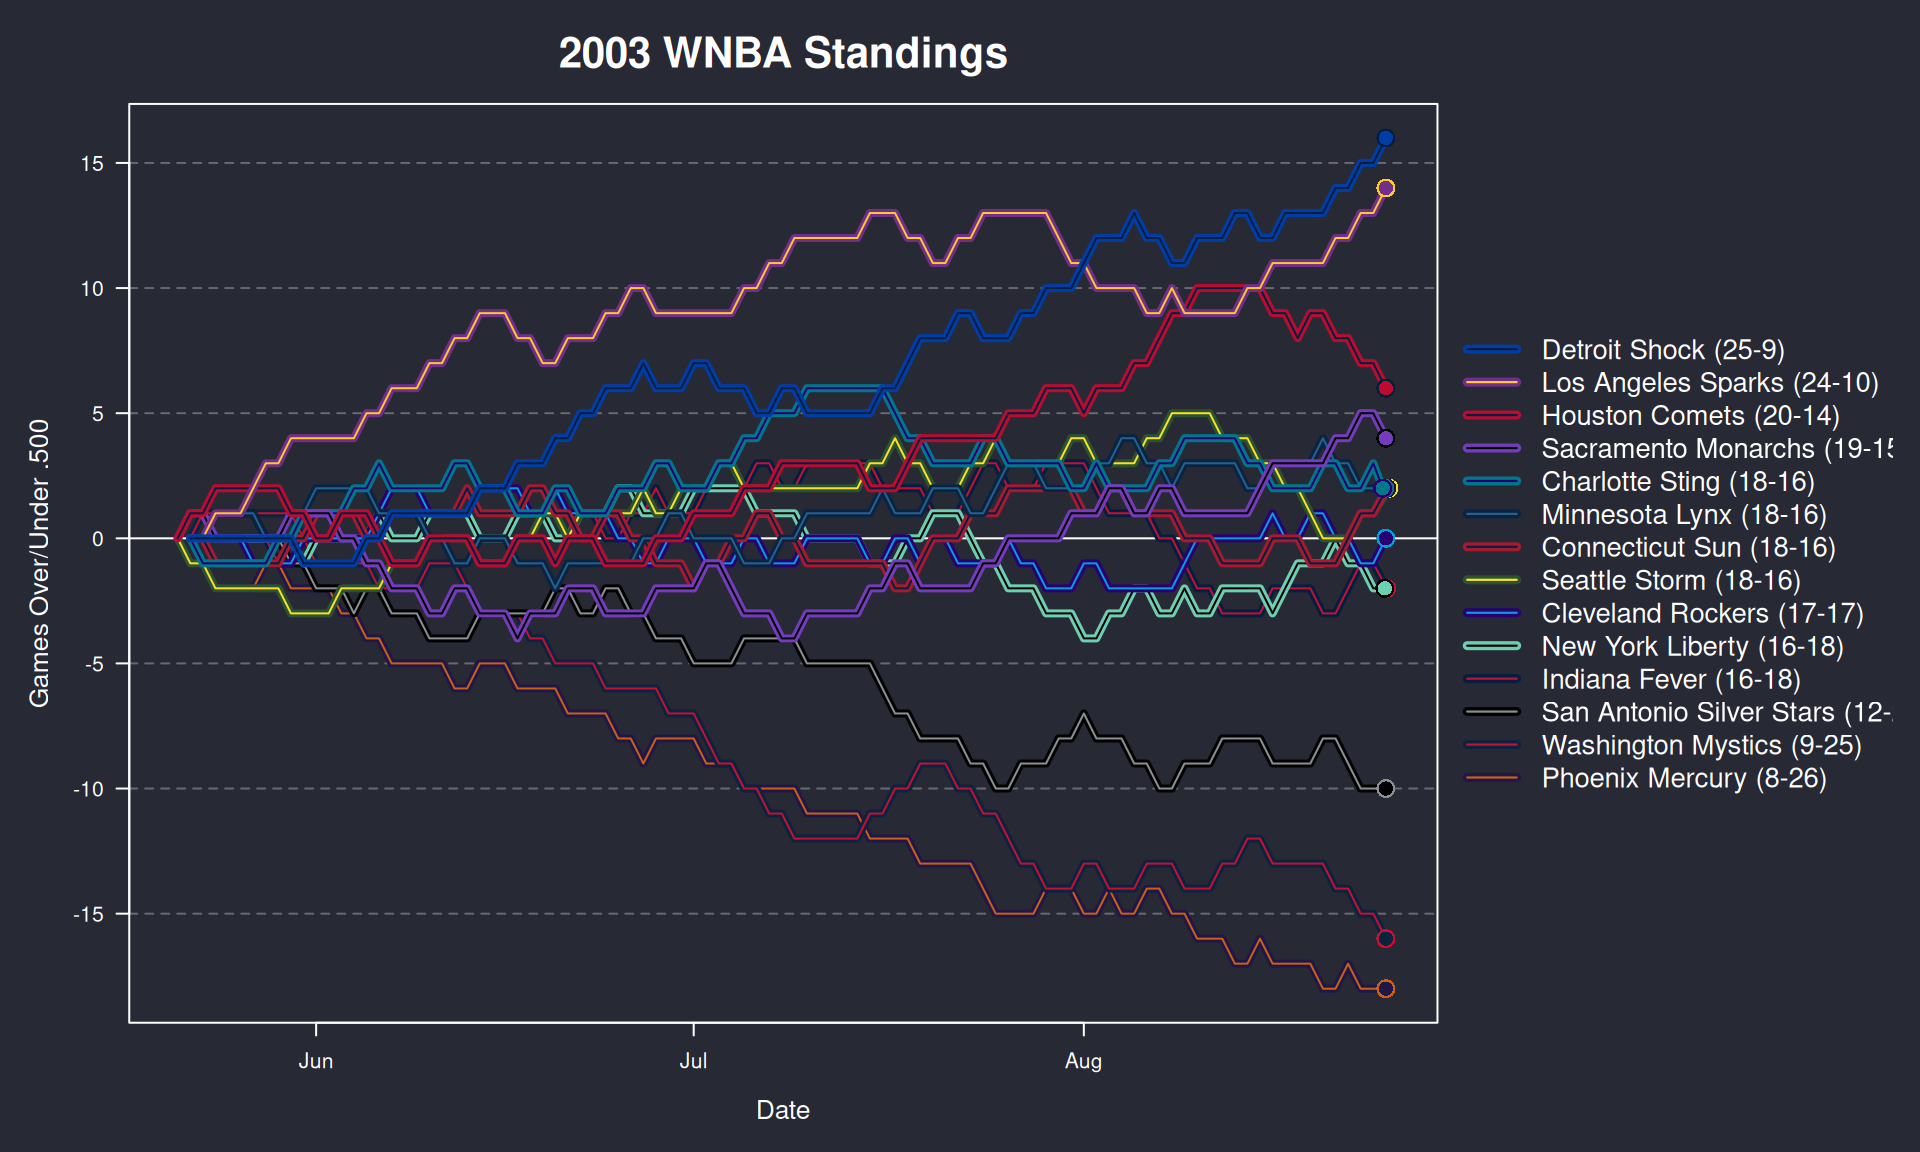 2003 WNBA Standings
Games Over/Under .500
15
10
5
0
-5
-10
-15
Jun
Jul
Aug
Date
Detroit Shock (25-9)
Los Angeles Sparks (24-10)
Houston Comets (20-14)
Sacramento Monarchs (19-15
Charlotte Sting (18-16)
Minnesota Lynx (18-16)
Connecticut Sun (18-16)
Seattle Storm (18-16)
Cleveland Rockers (17-17)
New York Liberty (16-18)
Indiana Fever (16-18)
San Antonio Silver Stars (12-
Washington Mystics (9-25)
Phoenix Mercury (8-26)